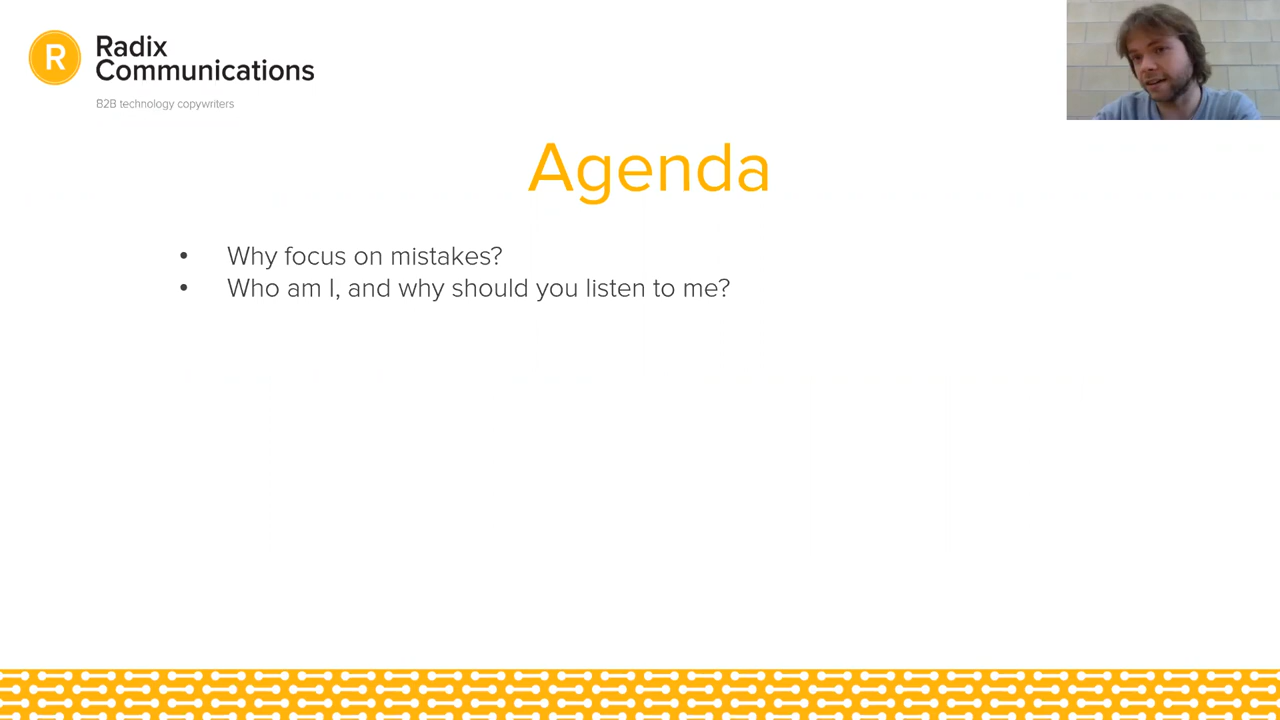 R
Radix
Communications
B2B technology copywriters
Agenda
• Why focus on mistakes?
• Who am I, and why should you listen to me?